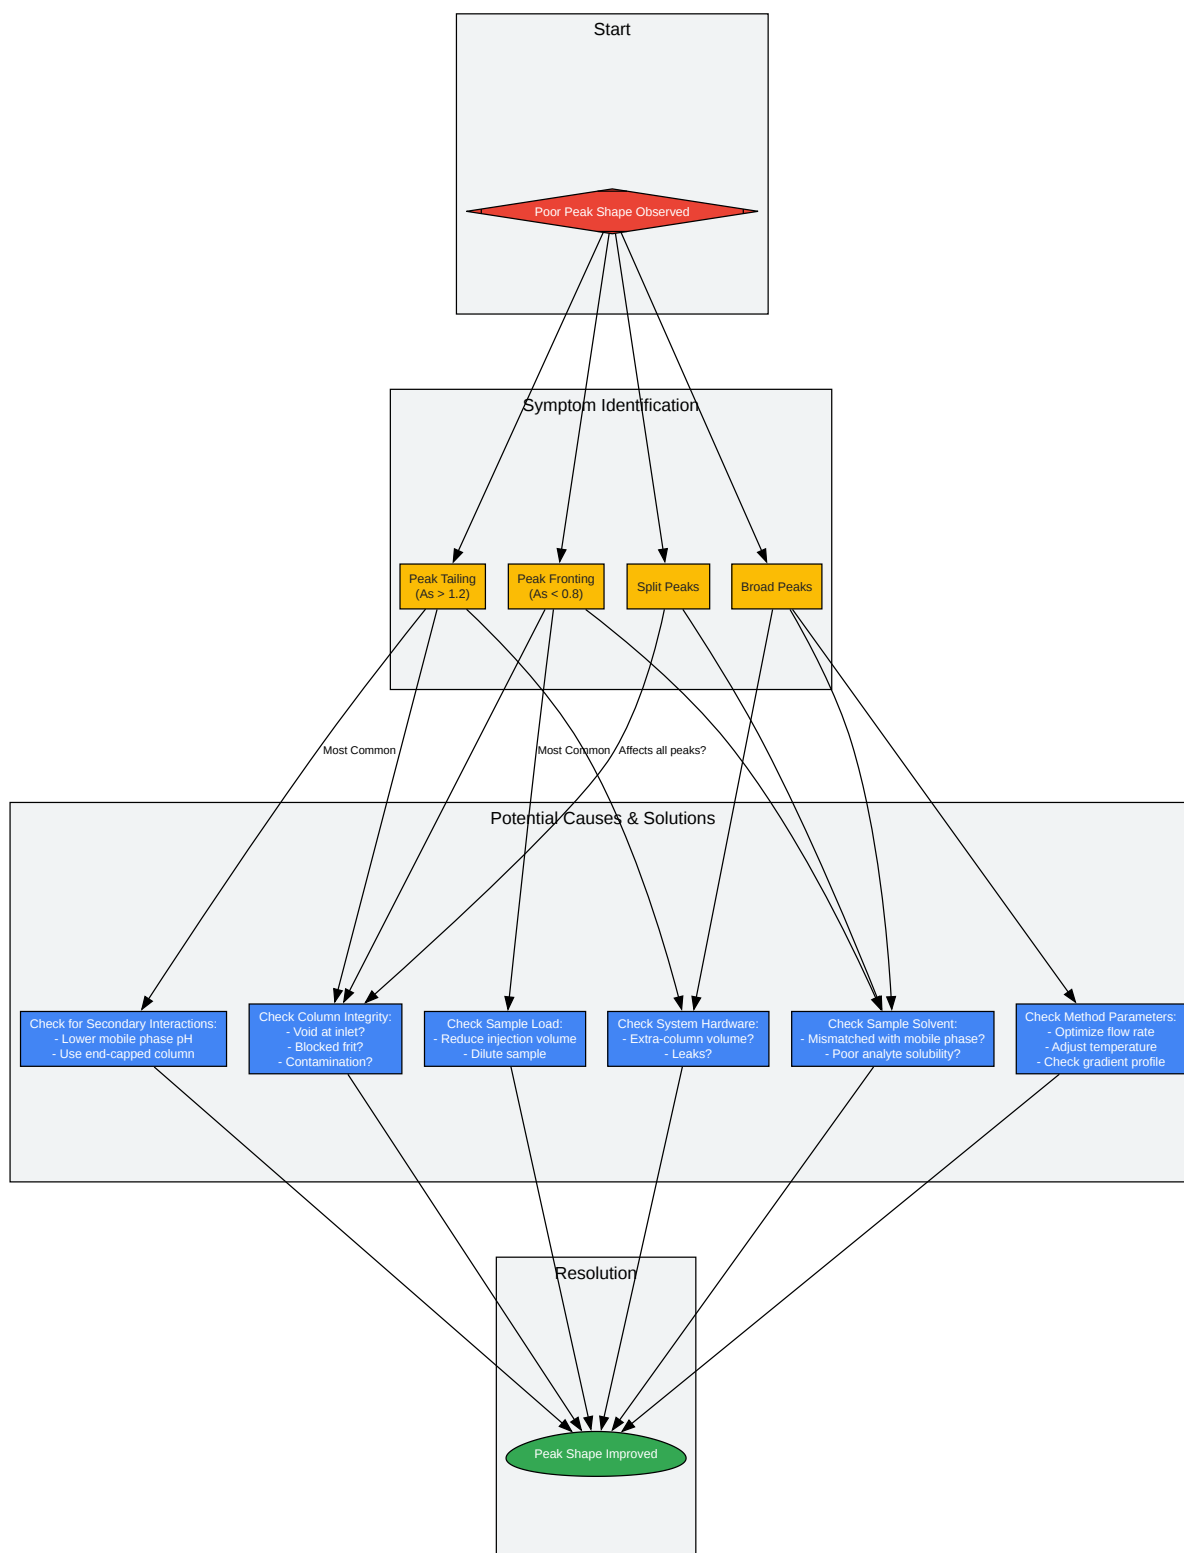 Start
Poor Peak Shape Observed
Symptom Identification
Peak Tailing
(As > 1.2)
Peak Fronting
(As < 0.8)
Split Peaks
Broad Peaks
Most Common
Most Common
Affects all peaks?
Potential Causes & Solutions
Check for Secondary Interactions:
- Lower mobile phase pH
- Use end-capped column
Check Column Integrity:
- Void at inlet?
- Blocked frit?
- Contamination?
Check Sample Load:
- Reduce injection volume
- Dilute sample
Check System Hardware:
- Extra-column volume?
- Leaks?
Check Sample Solvent:
- Mismatched with mobile phase?
- Poor analyte solubility?
Check Method Parameters:
- Optimize flow rate
- Adjust temperature
- Check gradient profile
Resolution
Peak Shape Improved